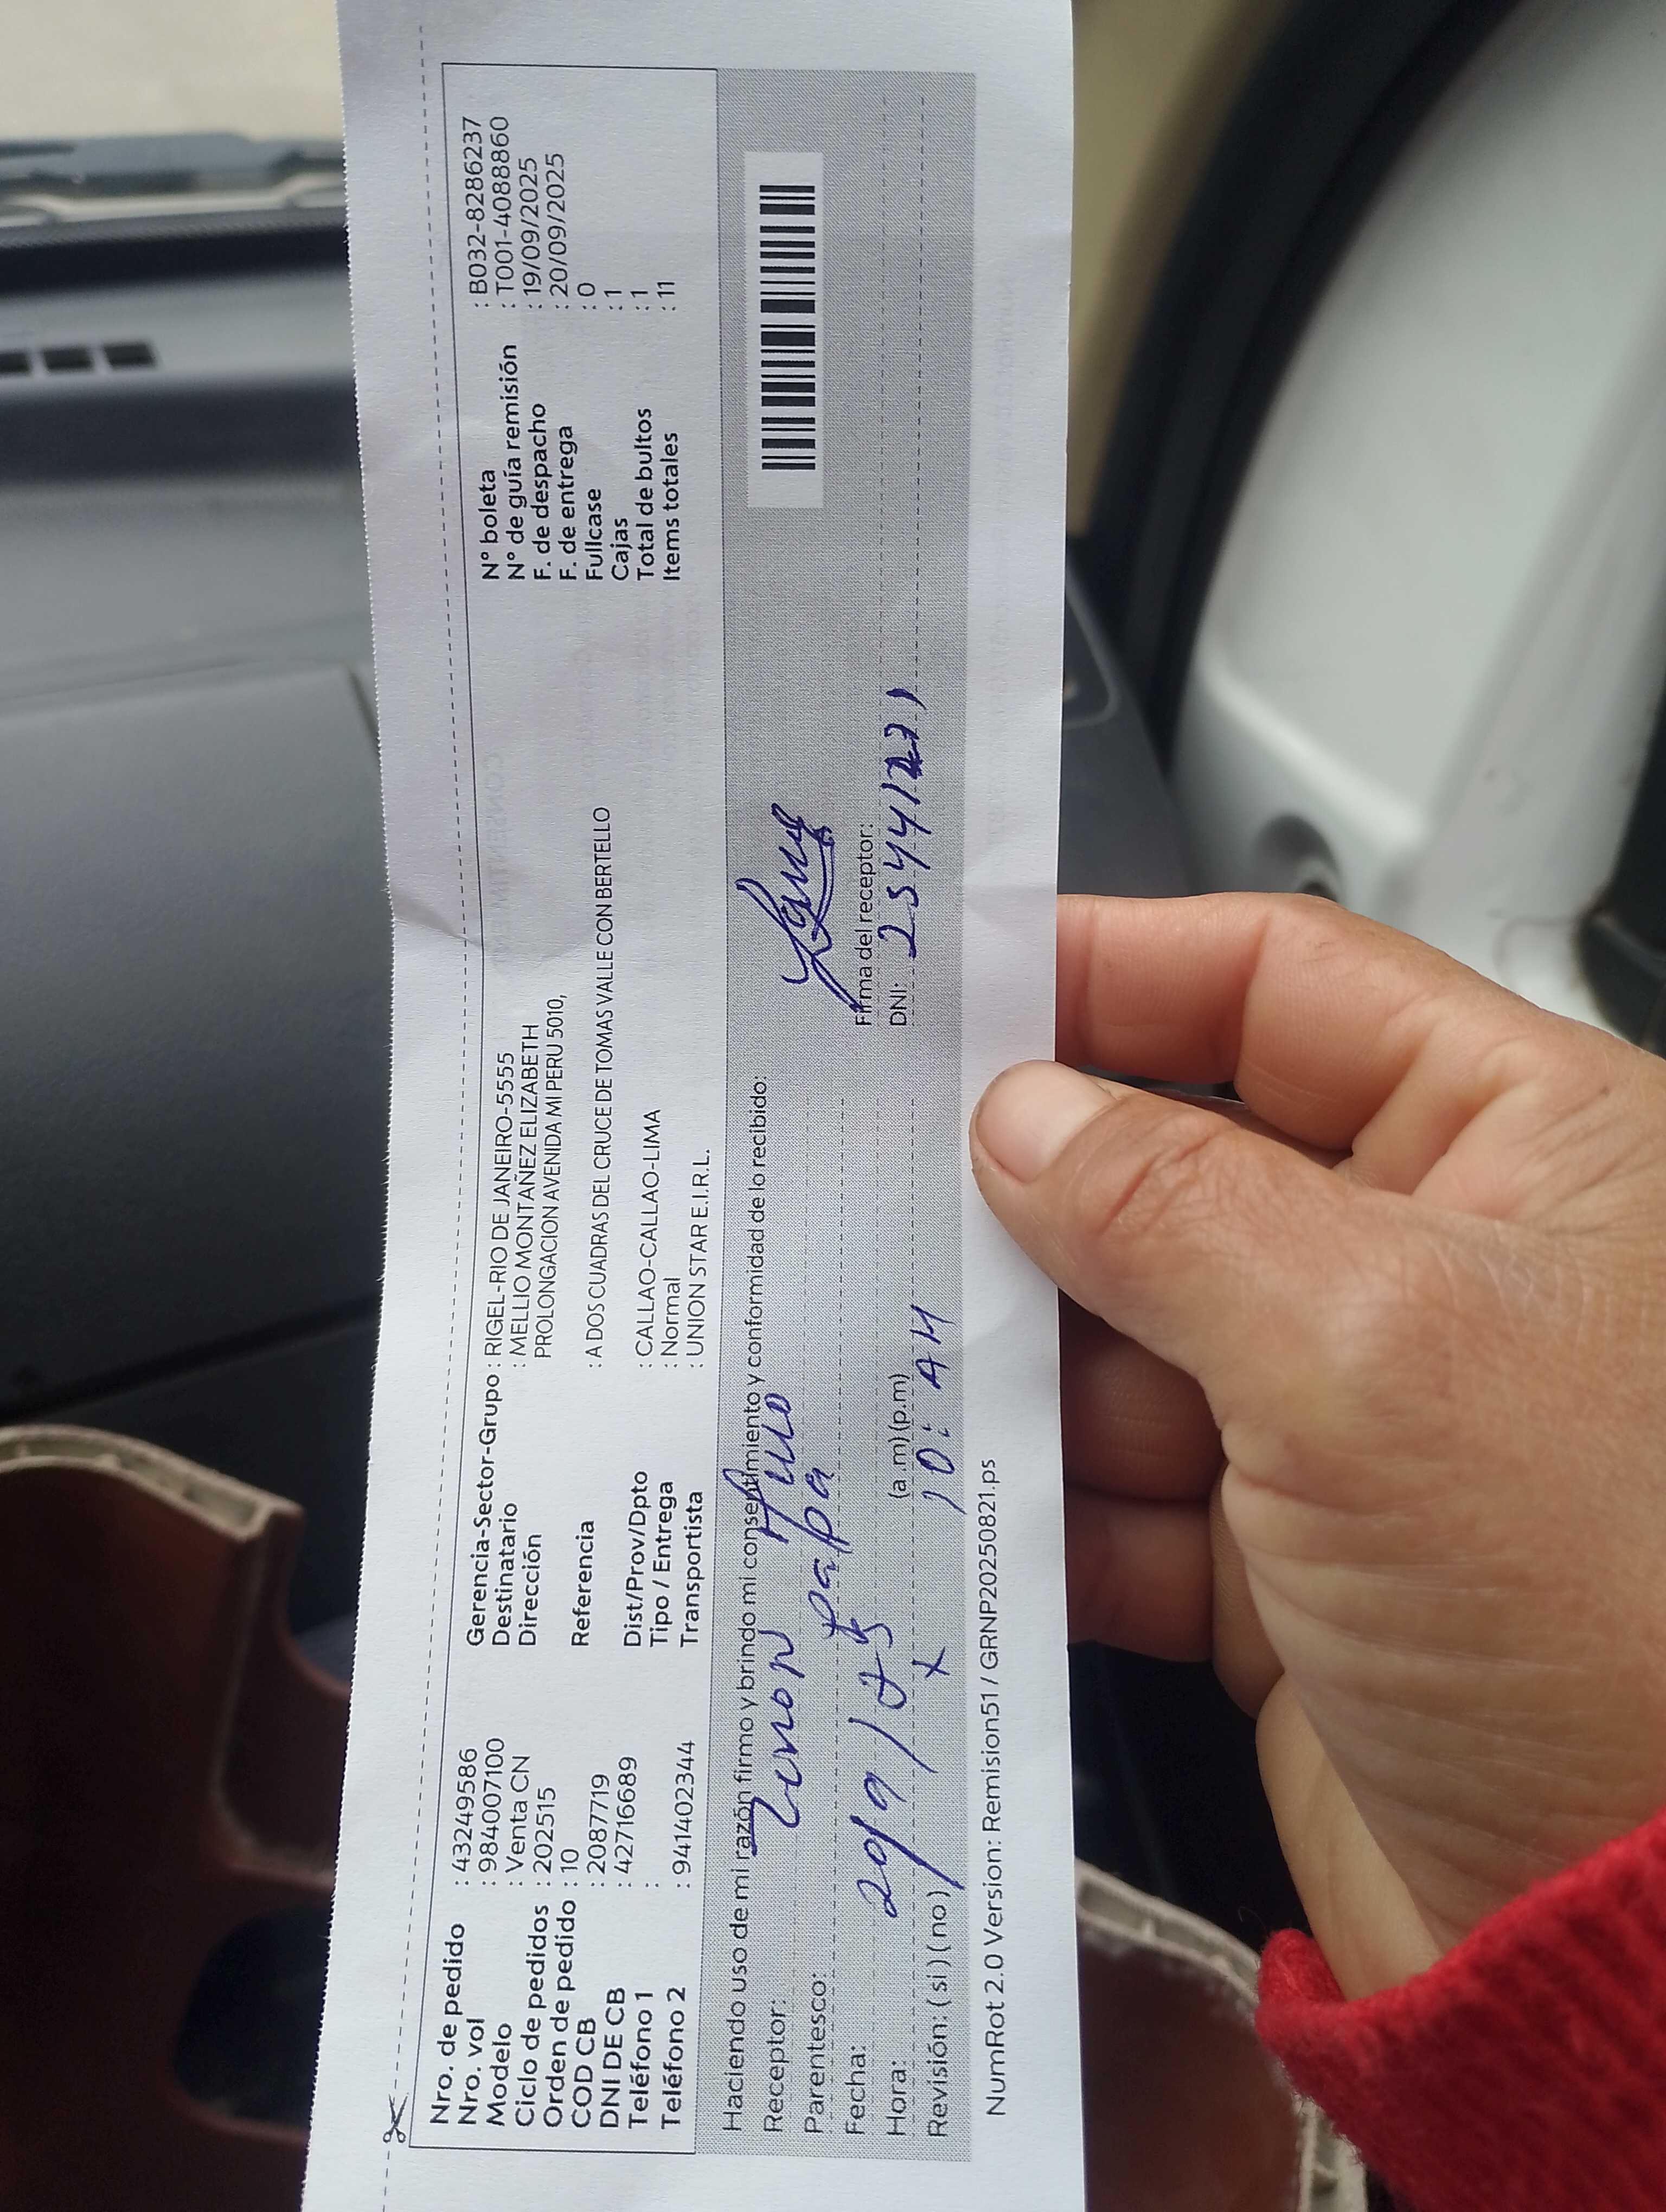 Nro. de pedido : 43249586
Nro. vol : 984007100
Modelo : Venta CN
Ciclo de pedidos : 202515
Orden de pedido : 10
COD CB : 2087719
DNI DE CB : 42716689
Teléfono 1 :
Teléfono 2 : 941402344
Gerencia-Sector-Grupo : RIGEL-RIO DE JANEIRO-5555
Destinatario : MELLIO MONTAÑEZ ELIZABETH
Dirección PROLONGACION AVENIDA MI PERU 5010,
Referencia : A DOS CUADRAS DEL CRUCE DE TOMAS VALLE CON BERTELLO
Dist/Prov/Dpto : CALLAO-CALLAO-LIMA
Tipo / Entrega : Normal
Transportista : UNION STAR E.I.R.L.
N° boleta : B032-8286237
N° de guía remisión : T001-40888860
F. de despacho : 19/09/2025
F. de entrega : 20/09/2025
Fullcase : 0
Cajas : 1
Total de bultos : 1
Items totales : 11
Haciendo uso de mi razón firmo y brindo mi consentimiento y conformidad de lo recibido:
Receptor: Zenon
Parentesco: papa
Fecha: 20/9/25
Hora: (a.m) (p.m) 10: AM
Revisión: ( si ) ( no ) x
Firma del receptor:
DNI:
NumRot 2.0 Version: Remision51 / GRNP20250821.ps